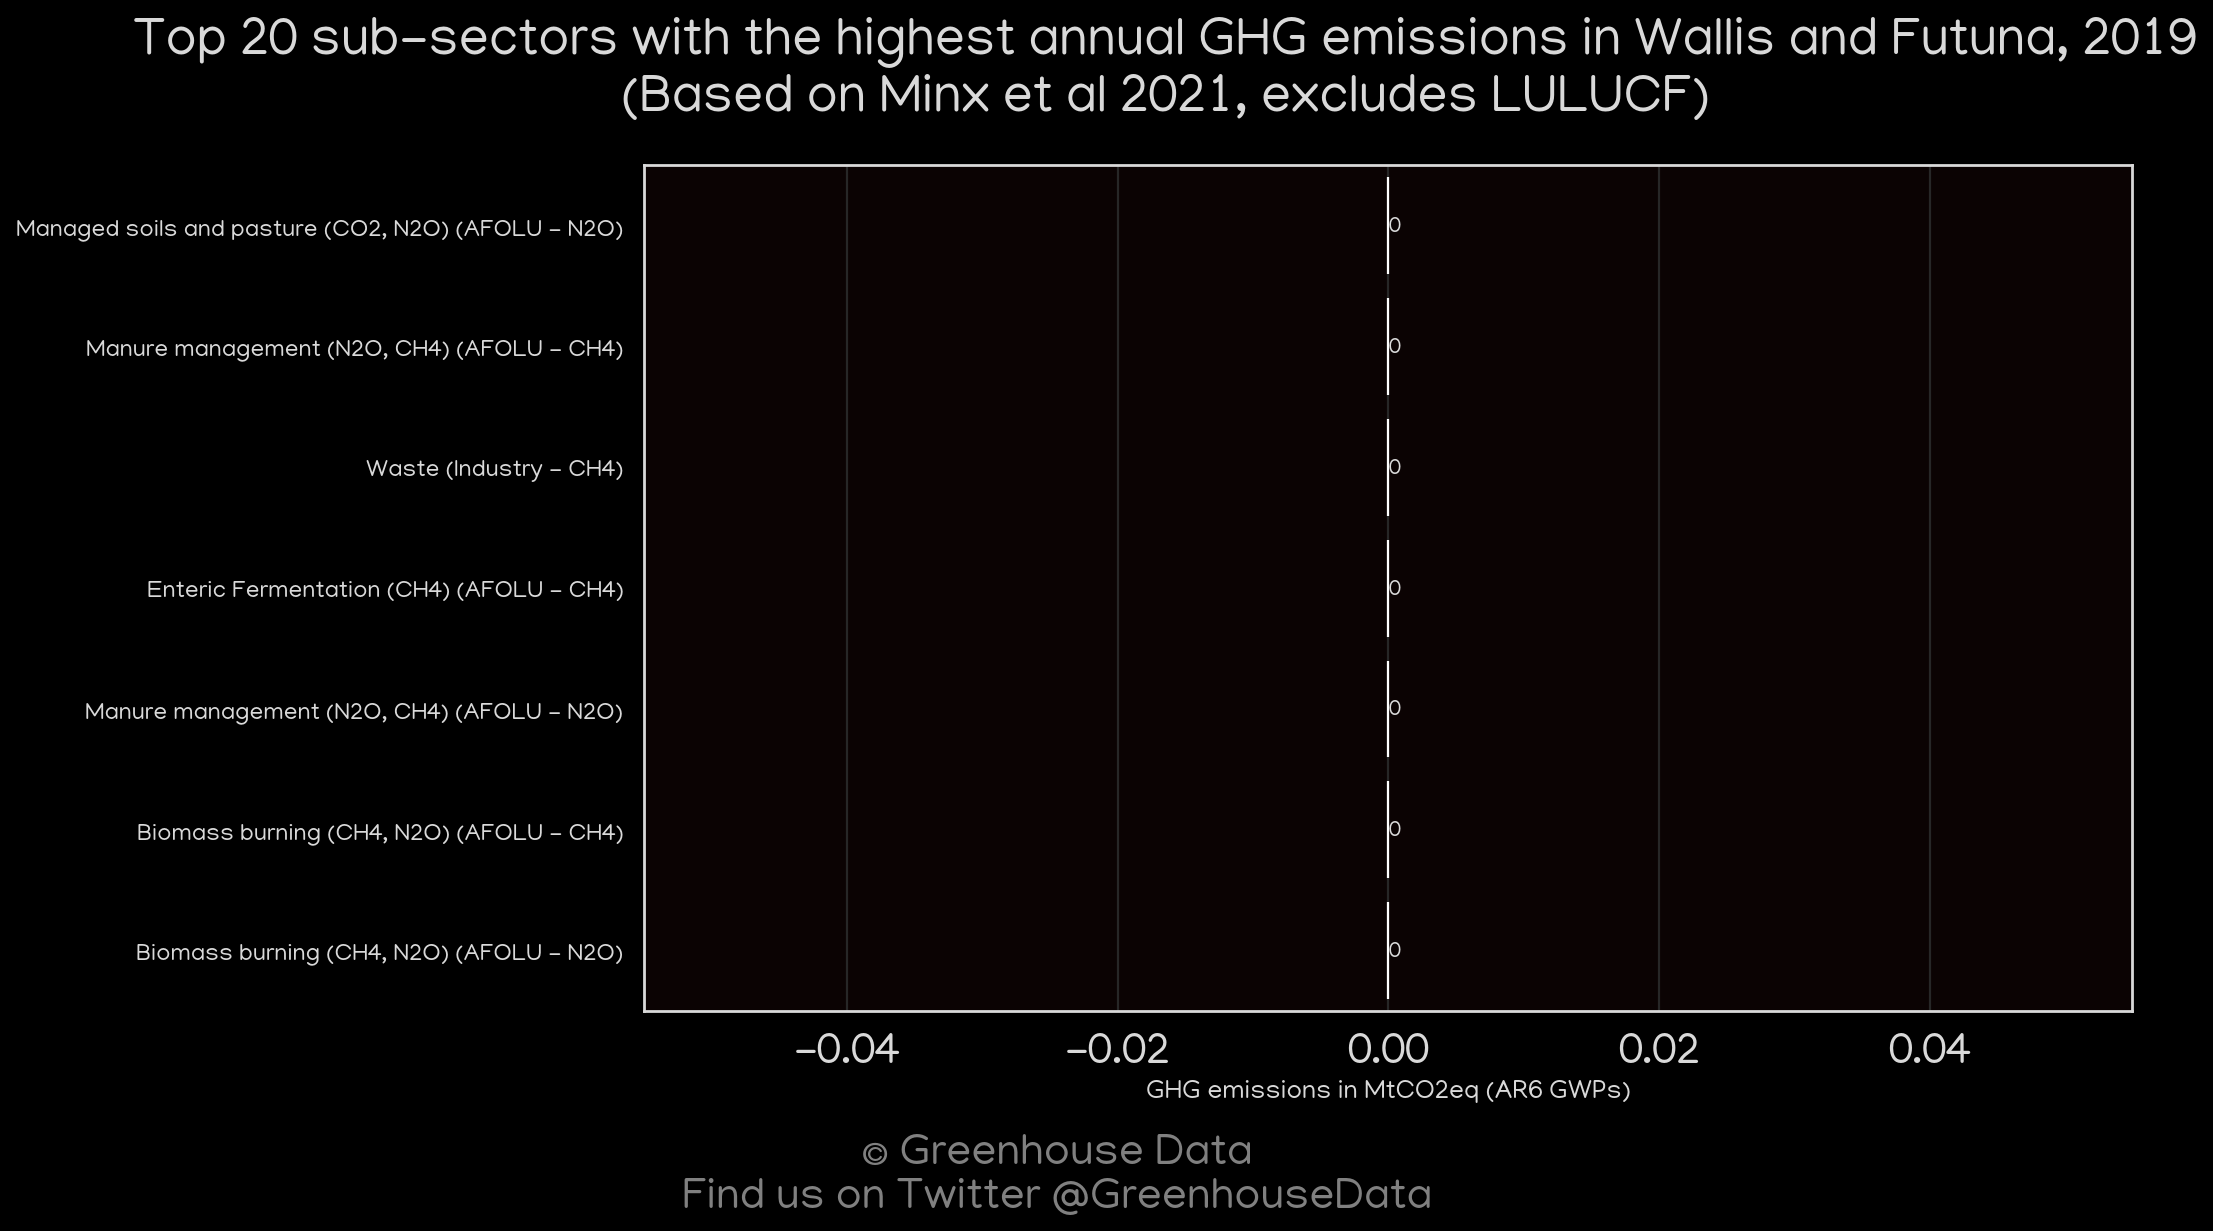 Top 20 sub-sectors with the highest annual GHG emissions in Wallis and Futuna, 2019
(Based on Minx et al 2021, excludes LULUCF)
Managed soils and pasture (CO2, N2O) (AFOLU - N2O)
0
Manure management (N2O, CH4) (AFOLU - CH4)
0
Waste (Industry - CH4)
0
Enteric Fermentation (CH4) (AFOLU - CH4)
0
Manure management (N2O, CH4) (AFOLU - N2O)
0
Biomass burning (CH4, N2O) (AFOLU - CH4)
0
Biomass burning (CH4, N2O) (AFOLU - N2O)
0
-0.04 -0.02 0.00 0.02 0.04
GHG emissions in MtCO2eq (AR6 GWPs)
© Greenhouse Data
Find us on Twitter @GreenhouseData